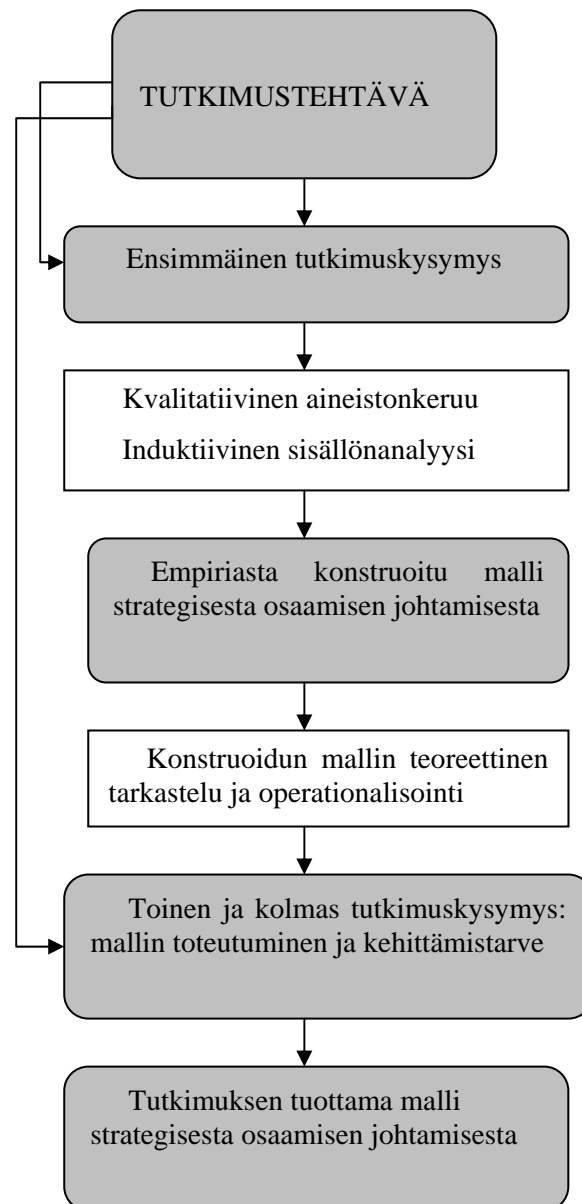 TUTKIMUSTEHTÄVÄ
Ensimmäinen tutkimuskysymys
Kvalitatiivinen aineistonkeruu
Induktiivinen sisällönanalyysi
Empiriasta konstruoitu malli
strategisesta osaamisen johtamisesta
Konstruoidun mallin teoreettinen
tarkastelu ja operationalisointi
Toinen ja kolmas tutkimuskysymys:
mallin toteutuminen ja kehittämistarve
Tutkimuksen tuottama malli
strategisesta osaamisen johtamisesta